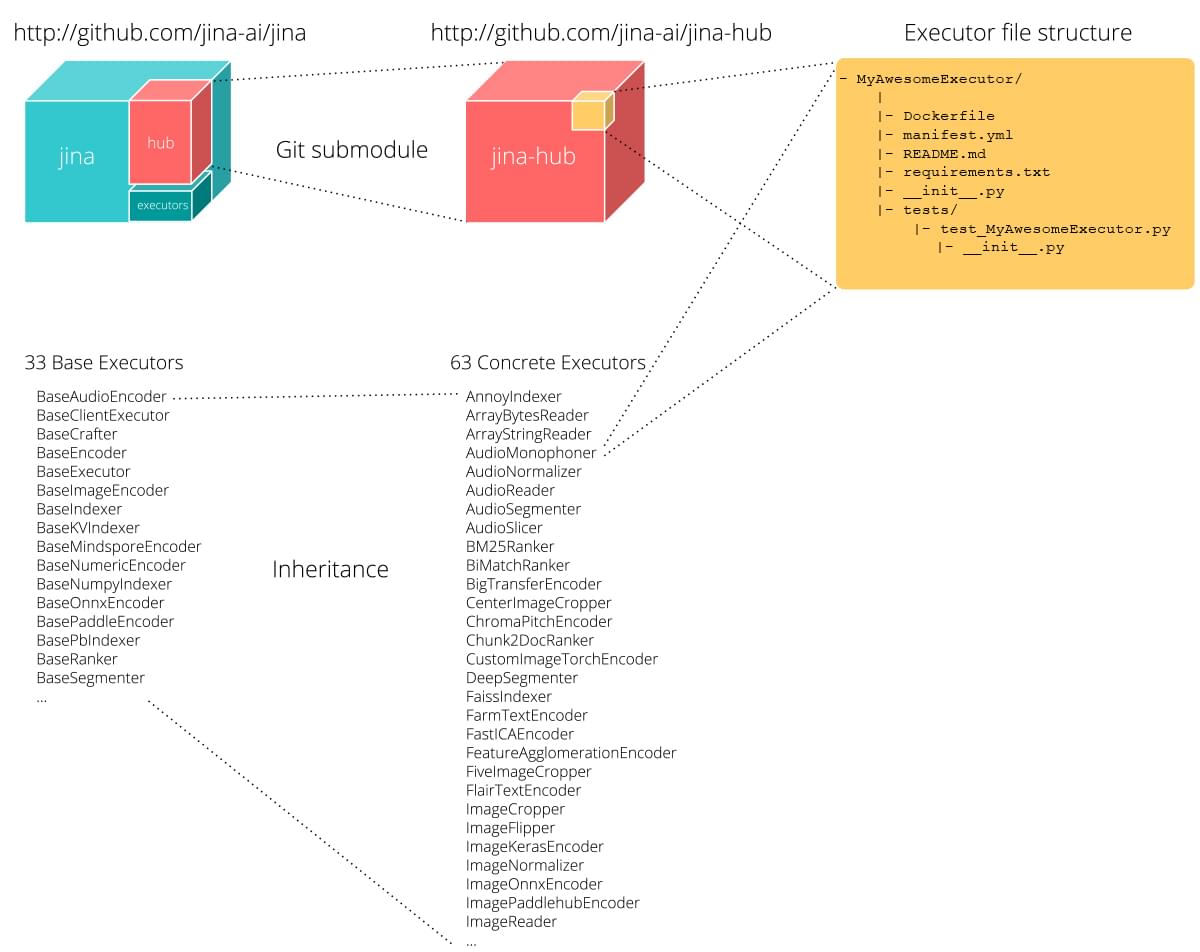 http://github.com/jina-ai/jina
http://github.com/jina-ai/jina-hub
Executor file structure
jina
hub
executors
Git submodule
jina-hub
- MyAwesomeExecutor/
|
|- Dockerfile
|- manifest.yml
|- README.md
|- requirements.txt
|- __init__.py
|- tests/
|- test_MyAwesomeExecutor.py
|- __init__.py
33 Base Executors
BaseAudioEncoder
BaseClientExecutor
BaseCrafter
BaseEncoder
BaseExecutor
BaseImageEncoder
BaseIndexer
BaseKVIndexer
BaseMindsporeEncoder
BaseNumericEncoder
BaseNumpyIndexer
BaseOnnxEncoder
BasePaddleEncoder
BasePbIndexer
BaseRanker
BaseSegmenter
...
Inheritance
63 Concrete Executors
AnnoyIndexer
ArrayBytesReader
ArrayStringReader
AudioMonophoner
AudioNormalizer
AudioReader
AudioSegmenter
AudioSlicer
BM25Ranker
BiMatchRanker
BigTransferEncoder
CenterImageCropper
ChromaPitchEncoder
Chunk2DocRanker
CustomImageTorchEncoder
DeepSegmenter
FaissIndexer
FarmTextEncoder
FastICAEncoder
FeatureAgglomerationEncoder
FiveImageCropper
FlairTextEncoder
ImageCropper
ImageFlipper
ImageKerasEncoder
ImageNormalizer
ImageOnnxEncoder
ImagePaddlehubEncoder
ImageReader
...